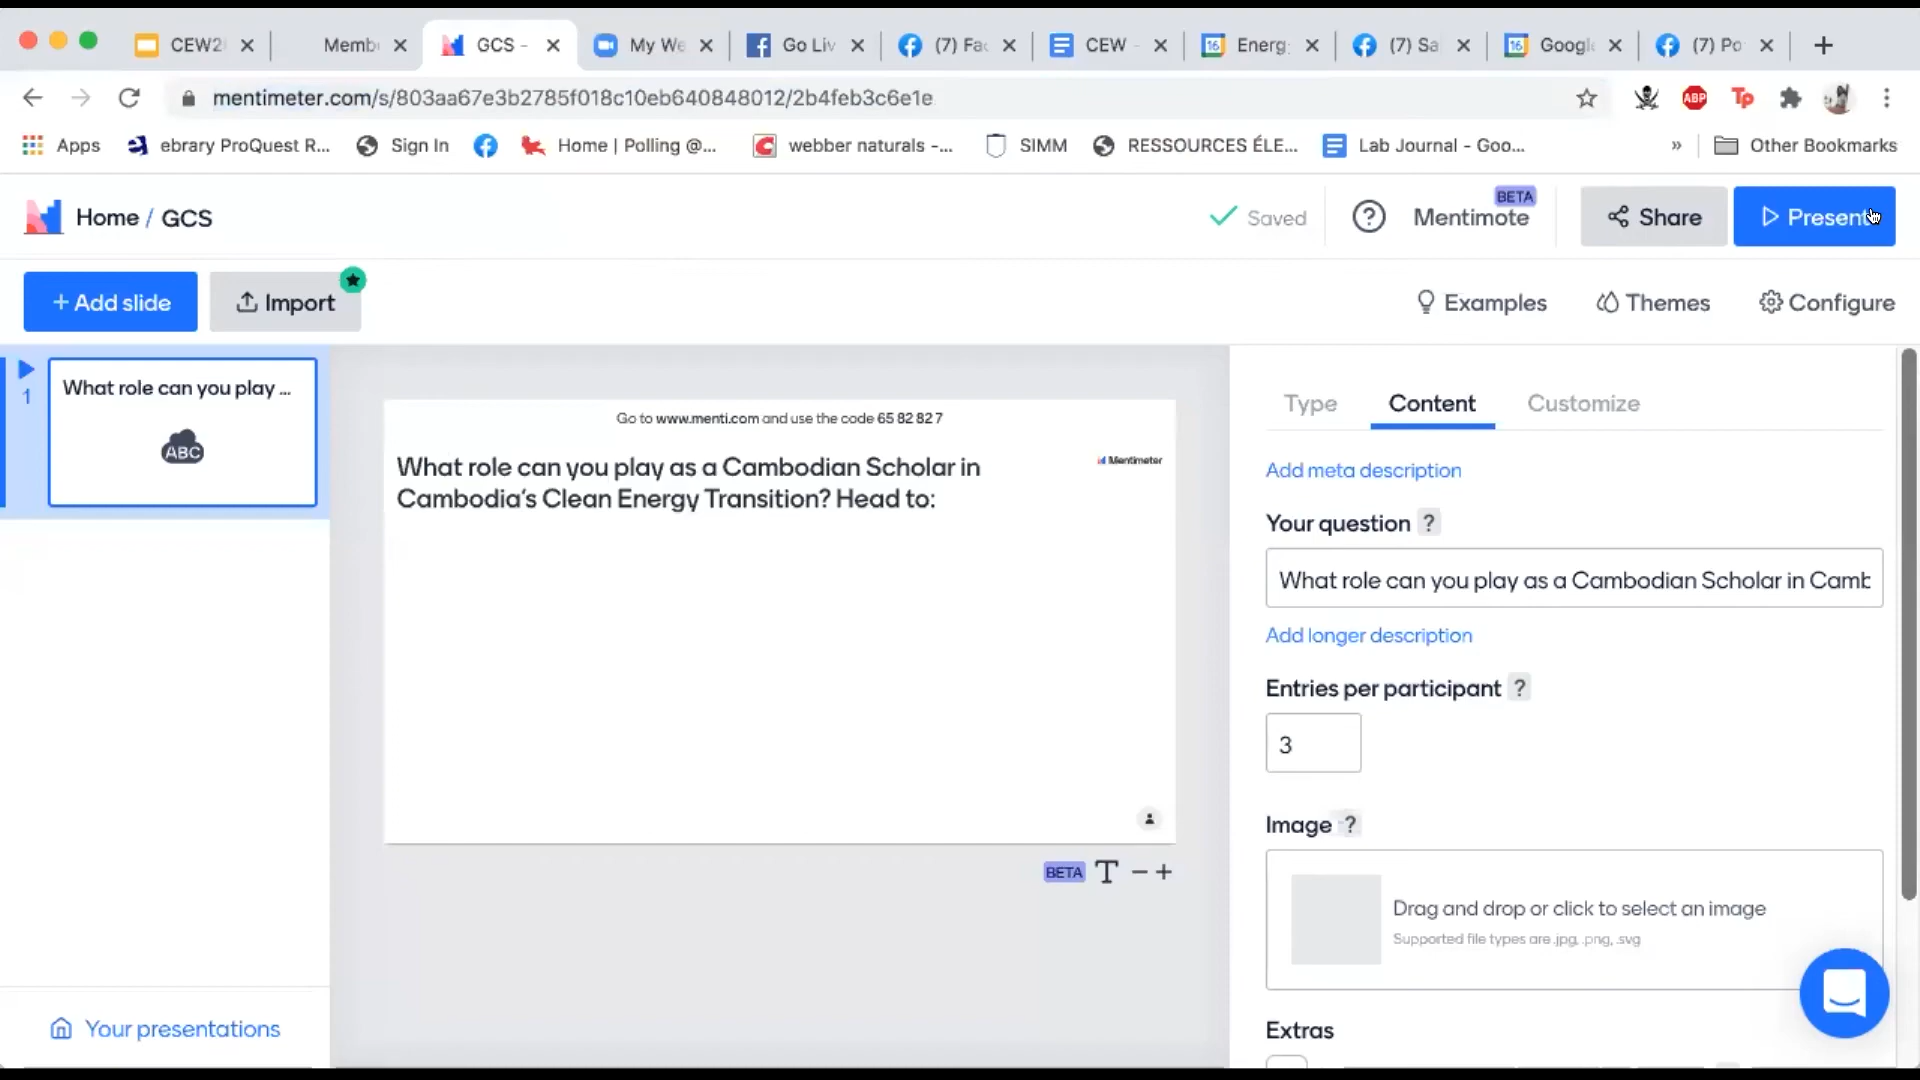 CEW2
Memb
GCS -
My We
Go Liv
(7) Fac
CEW -
Energ
(7) Sa
Google
(7) Po
mentimeter.com/s/803aa67e3b2785f018c10eb640848012/2b4feb3c6e1e
ABP
Tp
Apps
ebrary ProQuest R...
Sign In
Home | Polling @...
webber naturals -...
SIMM
RESSOURCES ÉLE...
Lab Journal - Goo...
»
Other Bookmarks
Home / GCS
Saved
?
Mentimote
BETA
Share
Present
+ Add slide
Import
Examples
Themes
Configure
1
What role can you play ...
ABC
Go to www.menti.com and use the code 65 82 82 7
What role can you play as a Cambodian Scholar in
Cambodia's Clean Energy Transition? Head to:
Mentimeter
BETA T − +
Your presentations
Type
Content
Customize
Add meta description
Your question ?
What role can you play as a Cambodian Scholar in Camb
Add longer description
Entries per participant ?
3
Image ?
Drag and drop or click to select an image
Supported file types are .jpg, .png, .svg
Extras